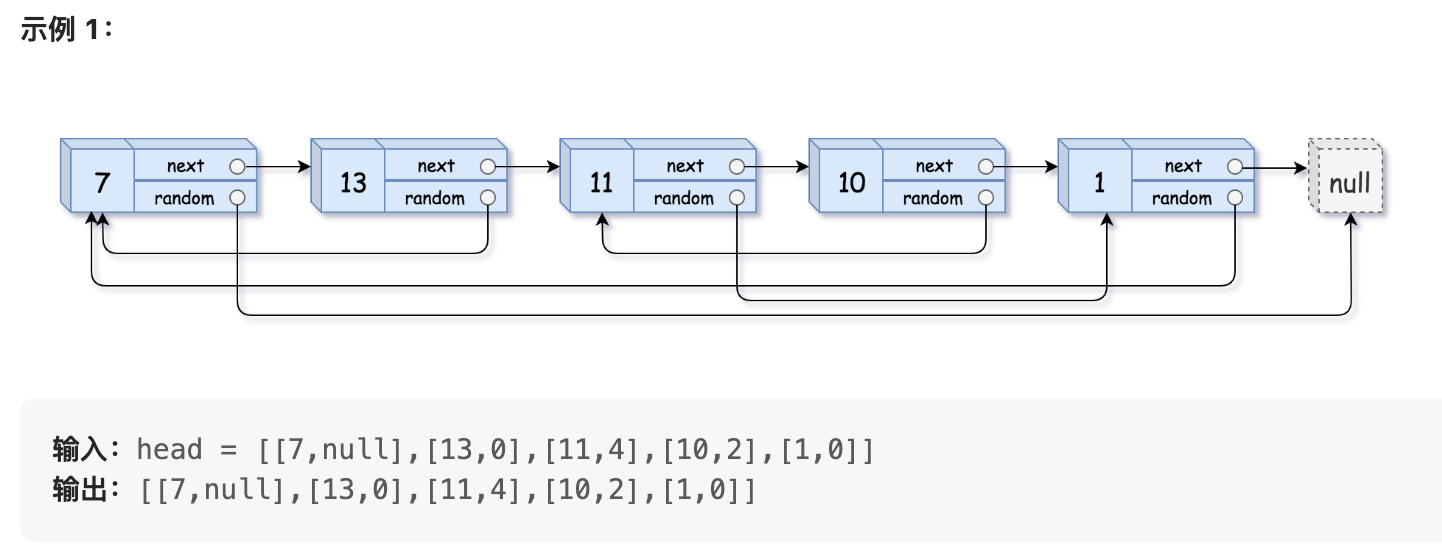 示例 1：
7 next random
13 next random
11 next random
10 next random
1 next random
null
输入：head = [[7,null],[13,0],[11,4],[10,2],[1,0]]
输出：[[7,null],[13,0],[11,4],[10,2],[1,0]]